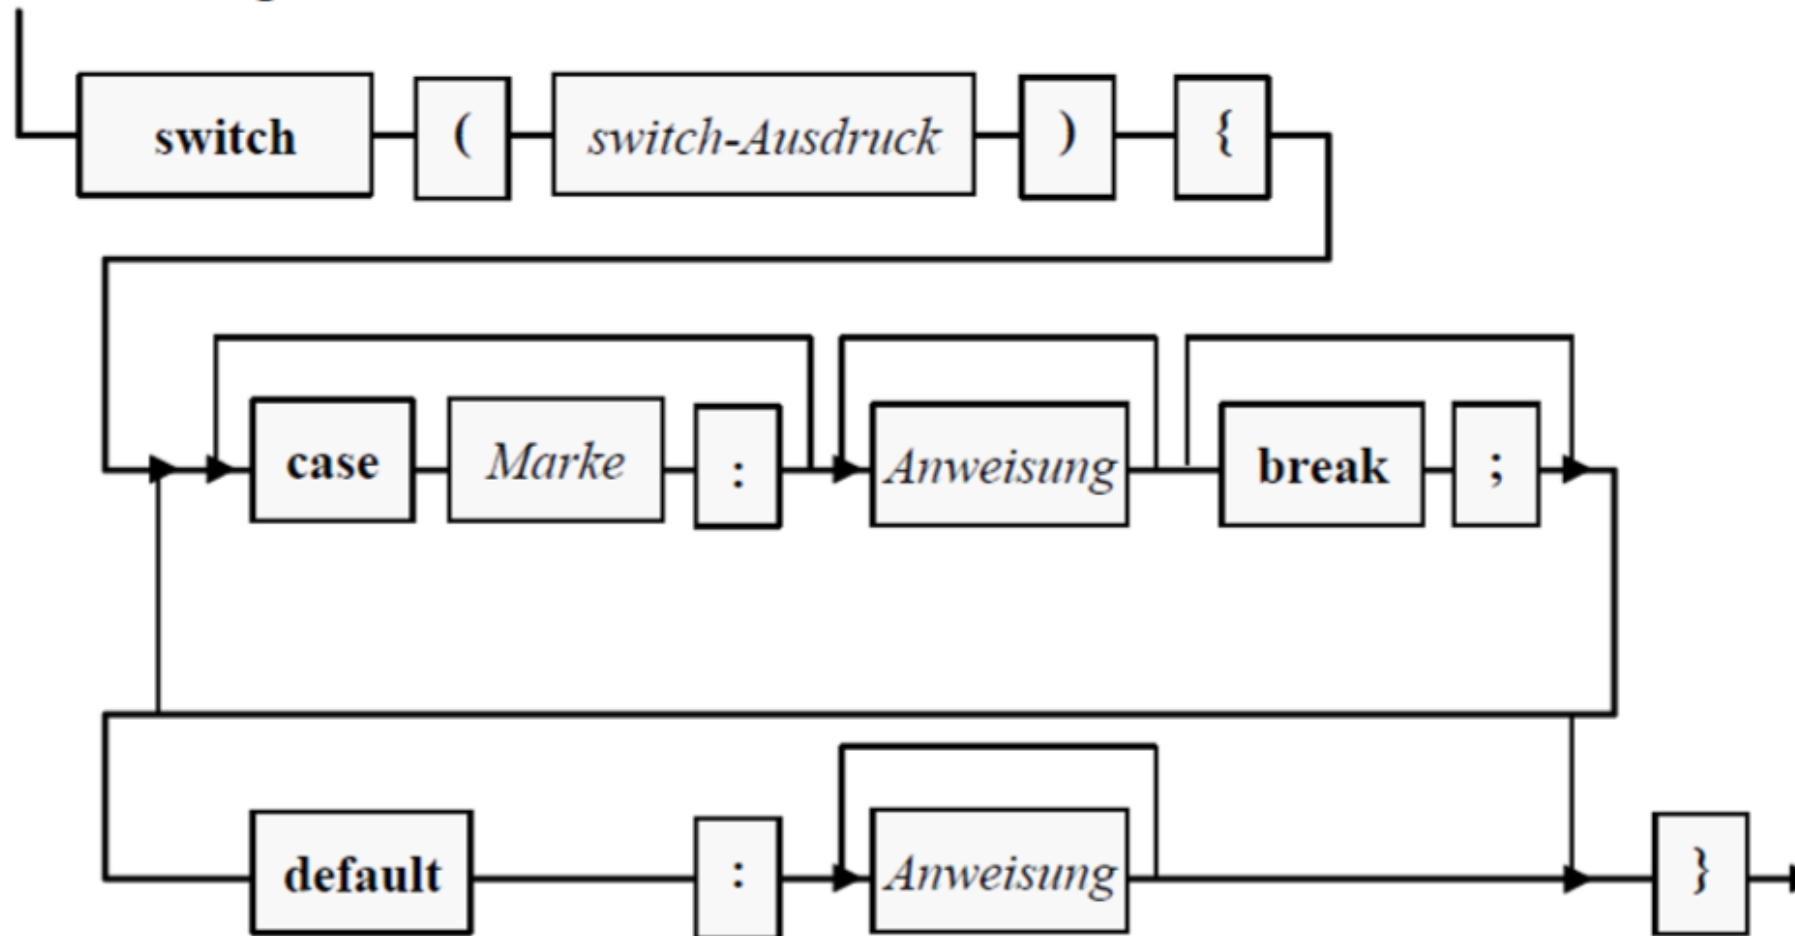 switch ( switch-Ausdruck ) {
case Marke : Anweisung break ;
default : Anweisung }